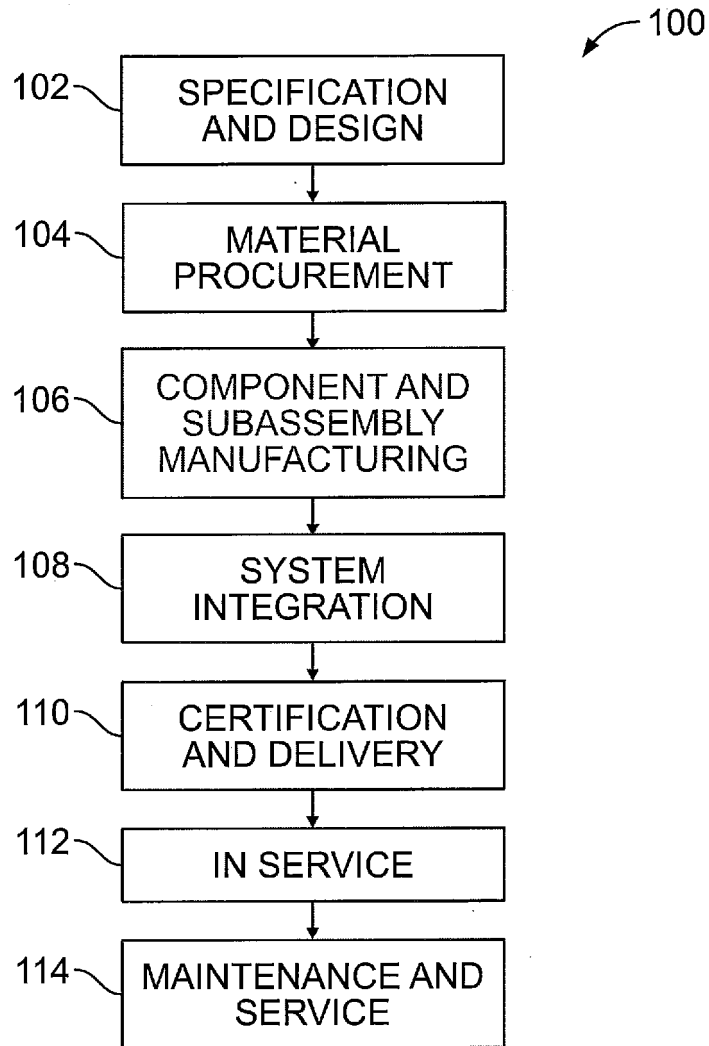 100
102
SPECIFICATION
AND DESIGN
104
MATERIAL
PROCUREMENT
106
COMPONENT AND
SUBASSEMBLY
MANUFACTURING
108
SYSTEM
INTEGRATION
110
CERTIFICATION
AND DELIVERY
112
IN SERVICE
114
MAINTENANCE AND
SERVICE